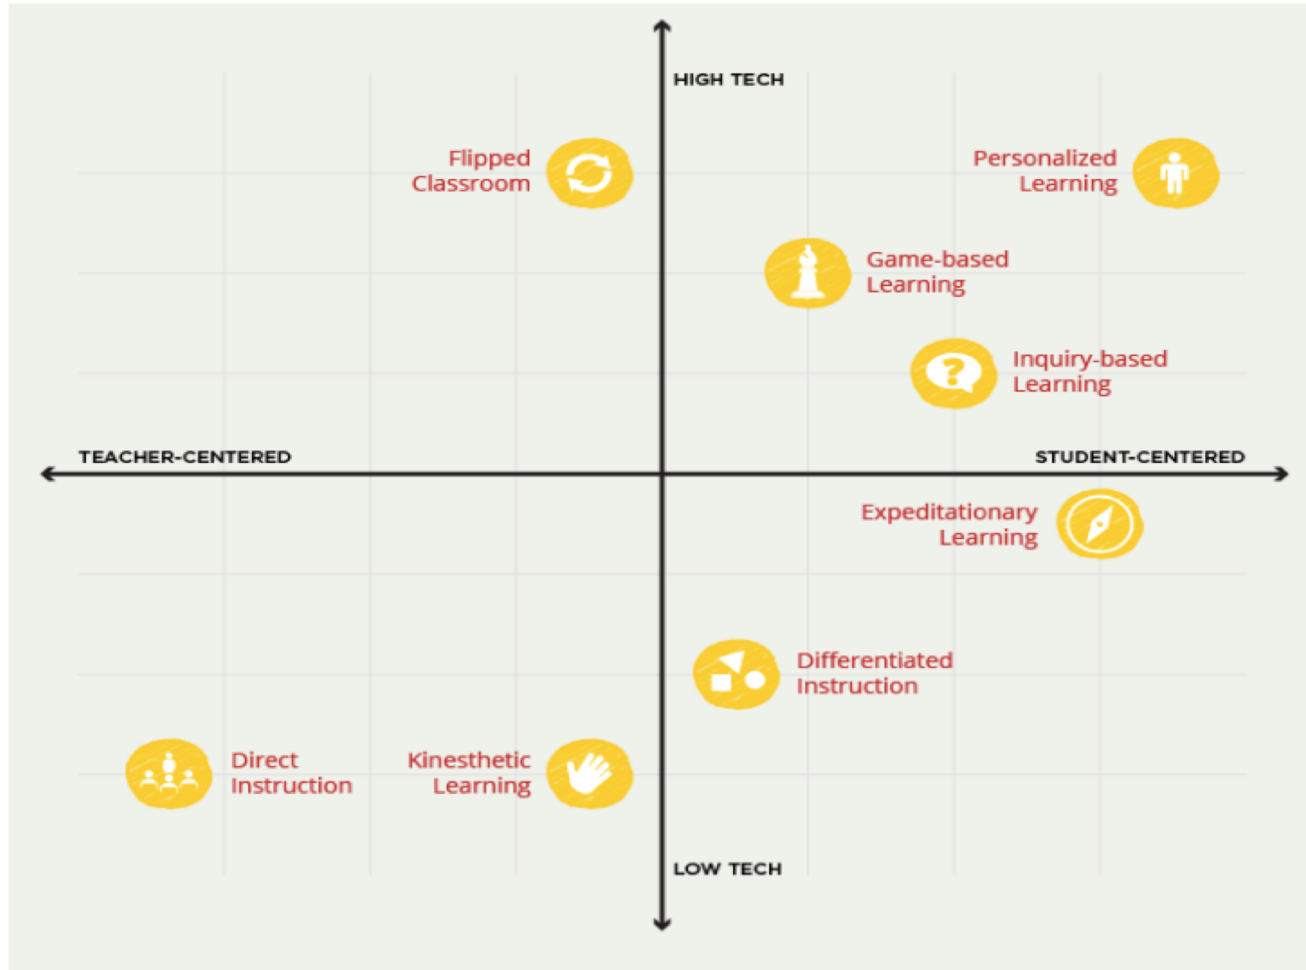 HIGH TECH
Flipped
Classroom
Personalized
Learning
Game-based
Learning
Inquiry-based
Learning
TEACHER-CENTERED
STUDENT-CENTERED
Expeditationary
Learning
Differentiated
Instruction
Direct
Instruction
Kinesthetic
Learning
LOW TECH